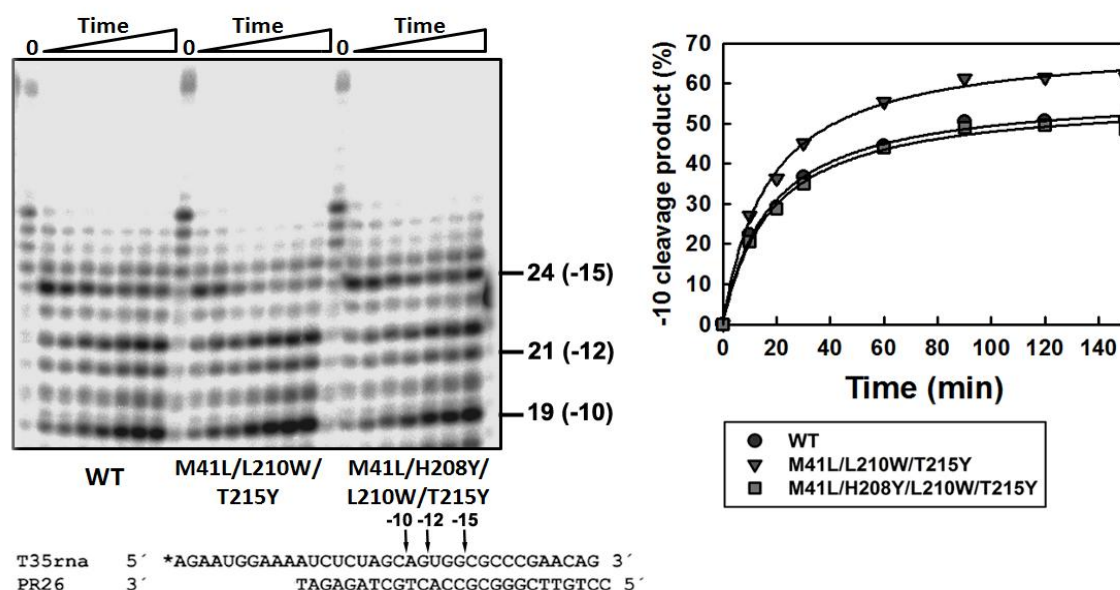 Time Time Time
0 0 0
24 (-15)
21 (-12)
19 (-10)
WT
M41L/L210W/
T215Y
M41L/H208Y/
L210W/T215Y
-10 -12 -15
T35rna 5´ *AGAAUGGAAAAUCUCUAGCAGUGGCGCCCGAACAG 3´
PR26 3´ TAGAGATCGTCACCGCGGGCTTGTCC 5´
-10 cleavage product (%)
70
60
50
40
30
20
10
0
0 20 40 60 80 100 120 140
Time (min)
WT
M41L/L210W/T215Y
M41L/H208Y/L210W/T215Y